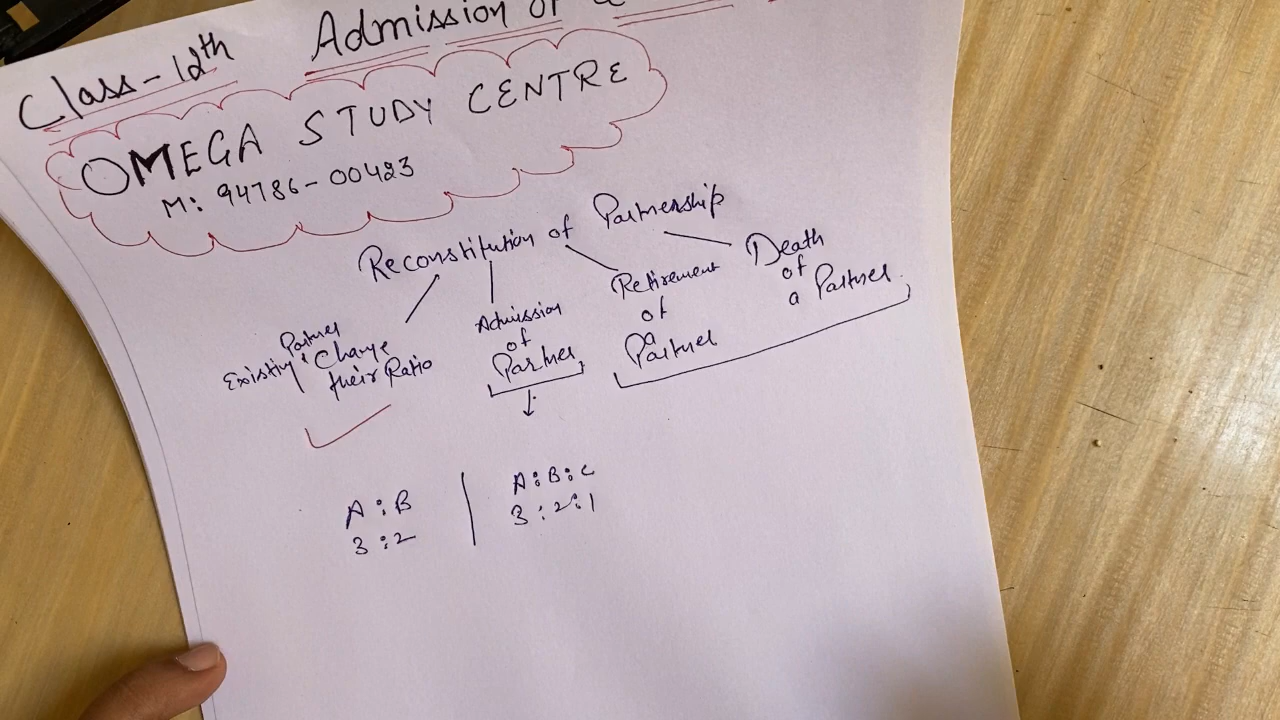 Class-12th Admission of a
OMEGA STUDY CENTRE
M: 94786-00423
Reconstitution of Partnership
Partner
Existing Change
their Ratio
Admission
of
Partner
Retirement
of
a
Partner
Death
of
a Partner
A:B
3:2
A:B:C
3:2:1